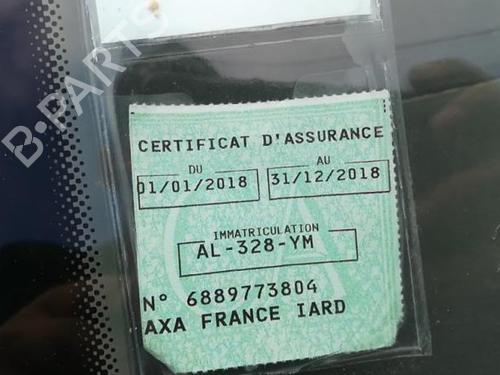 B-PARTS
CERTIFICAT D'ASSURANCE
DU AU
01/01/2018 31/12/2018
IMMATRICULATION
AL-328-YM
N° 6889773804
AXA FRANCE IARD